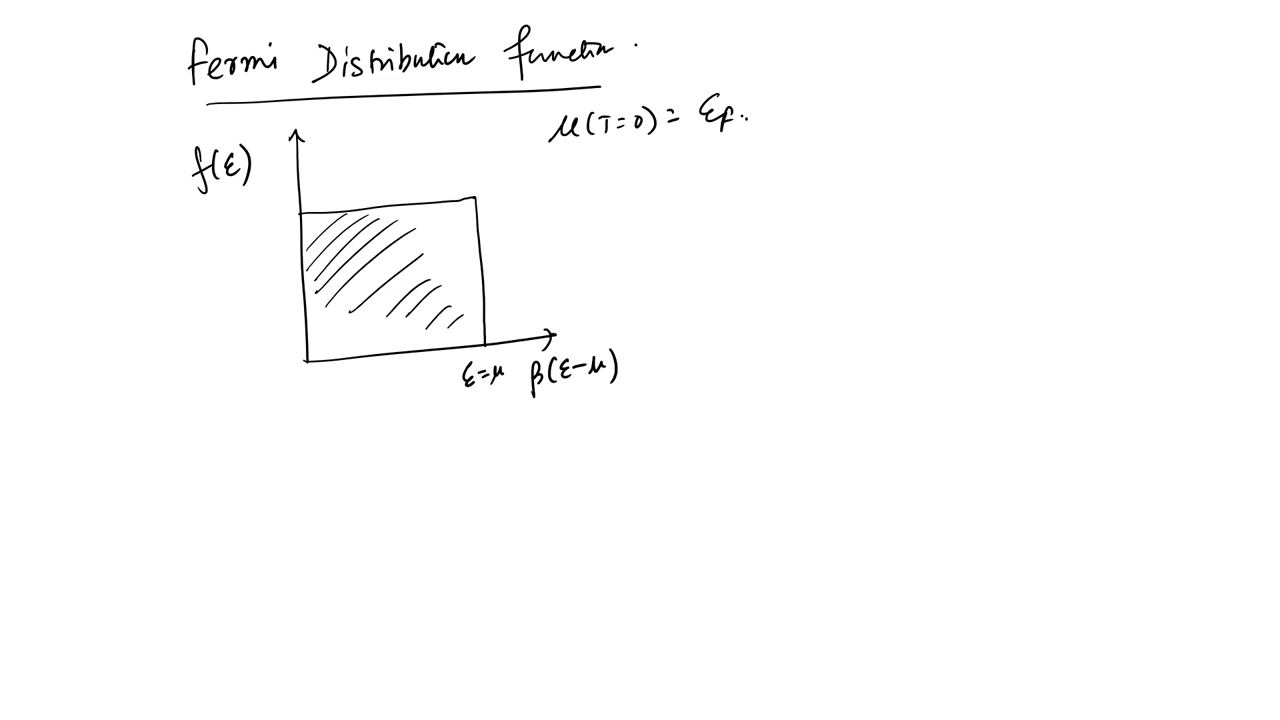 Fermi Distribution function.
μ(T=0) = εf.
f(ε)
ε=μ β(ε-μ)